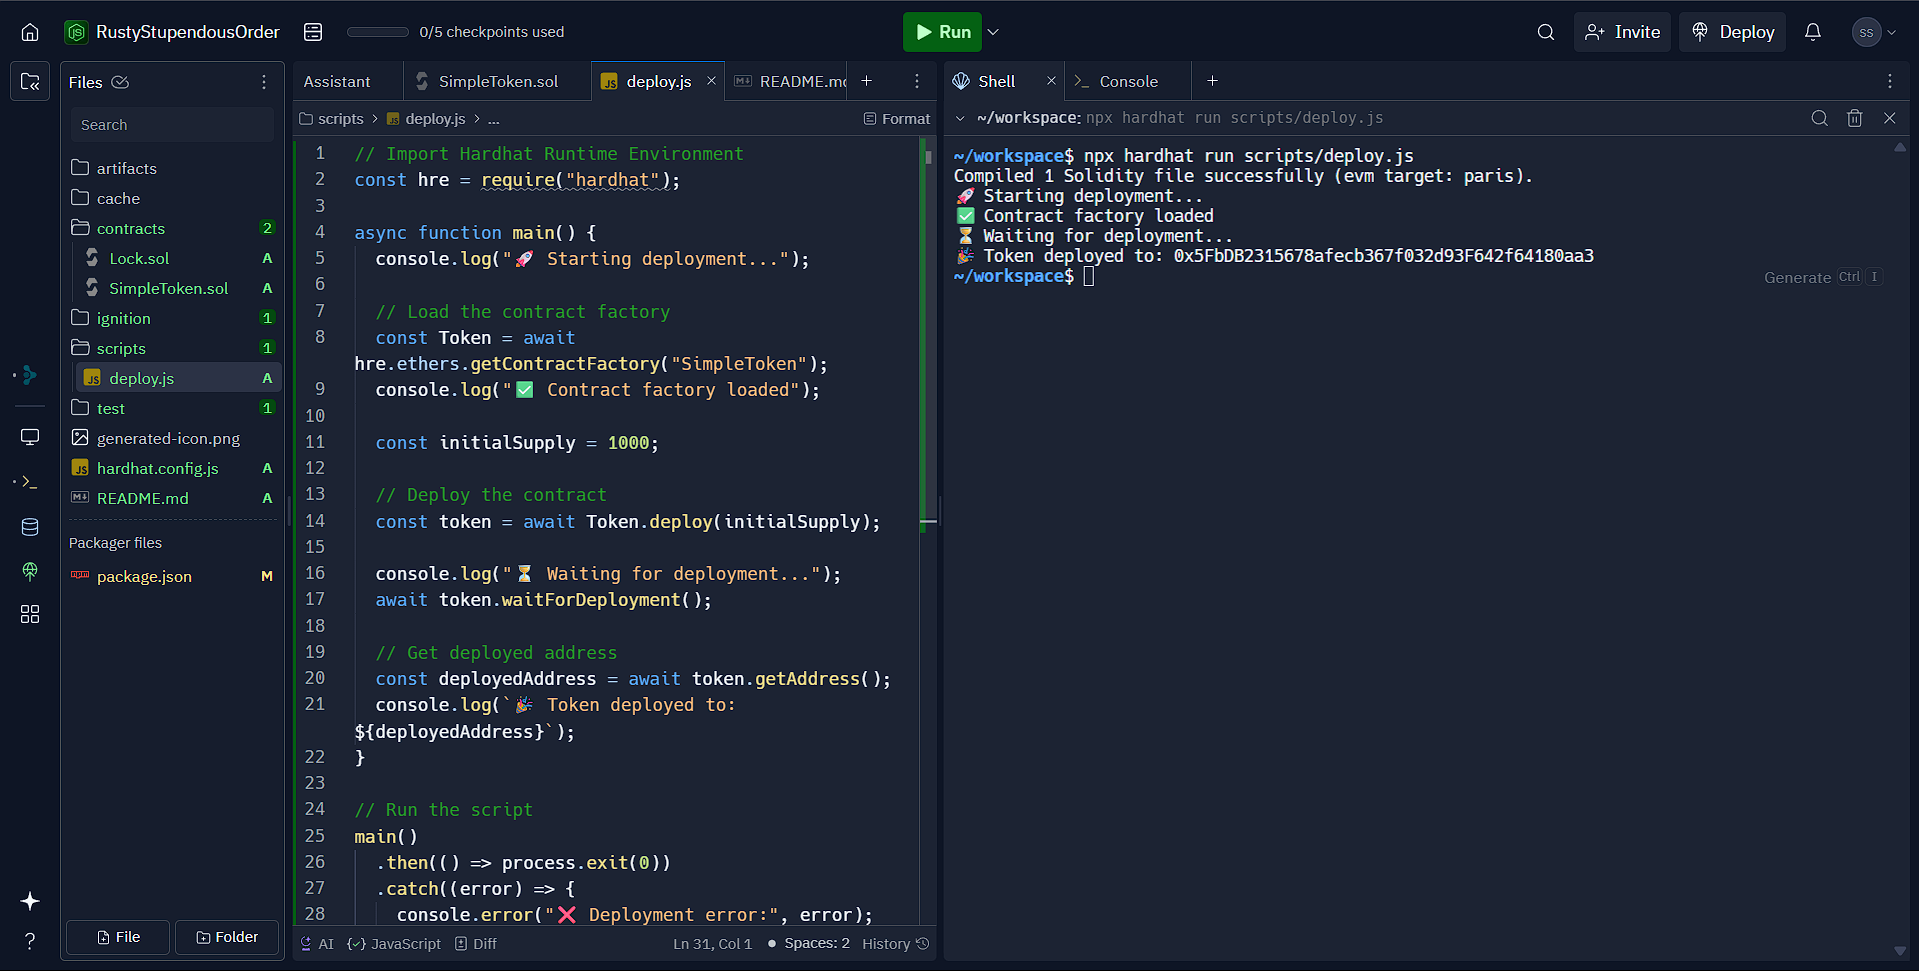 RustyStupendousOrder
0/5 checkpoints used
Run
Invite
Deploy
SS
Files
Search
artifacts
cache
contracts 2
Lock.sol A
SimpleToken.sol A
ignition 1
scripts 1
deploy.js A
test 1
generated-icon.png
hardhat.config.js A
README.md A
Packager files
package.json M
File
Folder
Assistant
SimpleToken.sol
deploy.js
README.md
scripts > deploy.js > ...
Format
1 // Import Hardhat Runtime Environment
2 const hre = require("hardhat");
3
4 async function main() {
5 console.log("🚀 Starting deployment...");
6
7 // Load the contract factory
8 const Token = await
hre.ethers.getContractFactory("SimpleToken");
9 console.log("✅ Contract factory loaded");
10
11 const initialSupply = 1000;
12
13 // Deploy the contract
14 const token = await Token.deploy(initialSupply);
15
16 console.log("⏳ Waiting for deployment...");
17 await token.waitForDeployment();
18
19 // Get deployed address
20 const deployedAddress = await token.getAddress();
21 console.log(`🎉 Token deployed to:
${deployedAddress}`);
22 }
23
24 // Run the script
25 main()
26 .then(() => process.exit(0))
27 .catch((error) => {
28 console.error("❌ Deployment error:", error);
AI
JavaScript
Diff
Ln 31, Col 1
Spaces: 2
History
Shell
Console
~/workspace: npx hardhat run scripts/deploy.js
~/workspace$ npx hardhat run scripts/deploy.js
Compiled 1 Solidity file successfully (evm target: paris).
🚀 Starting deployment...
✅ Contract factory loaded
⏳ Waiting for deployment...
🎉 Token deployed to: 0x5FbDB2315678afecb367f032d93F642f64180aa3
~/workspace$
Generate Ctrl I